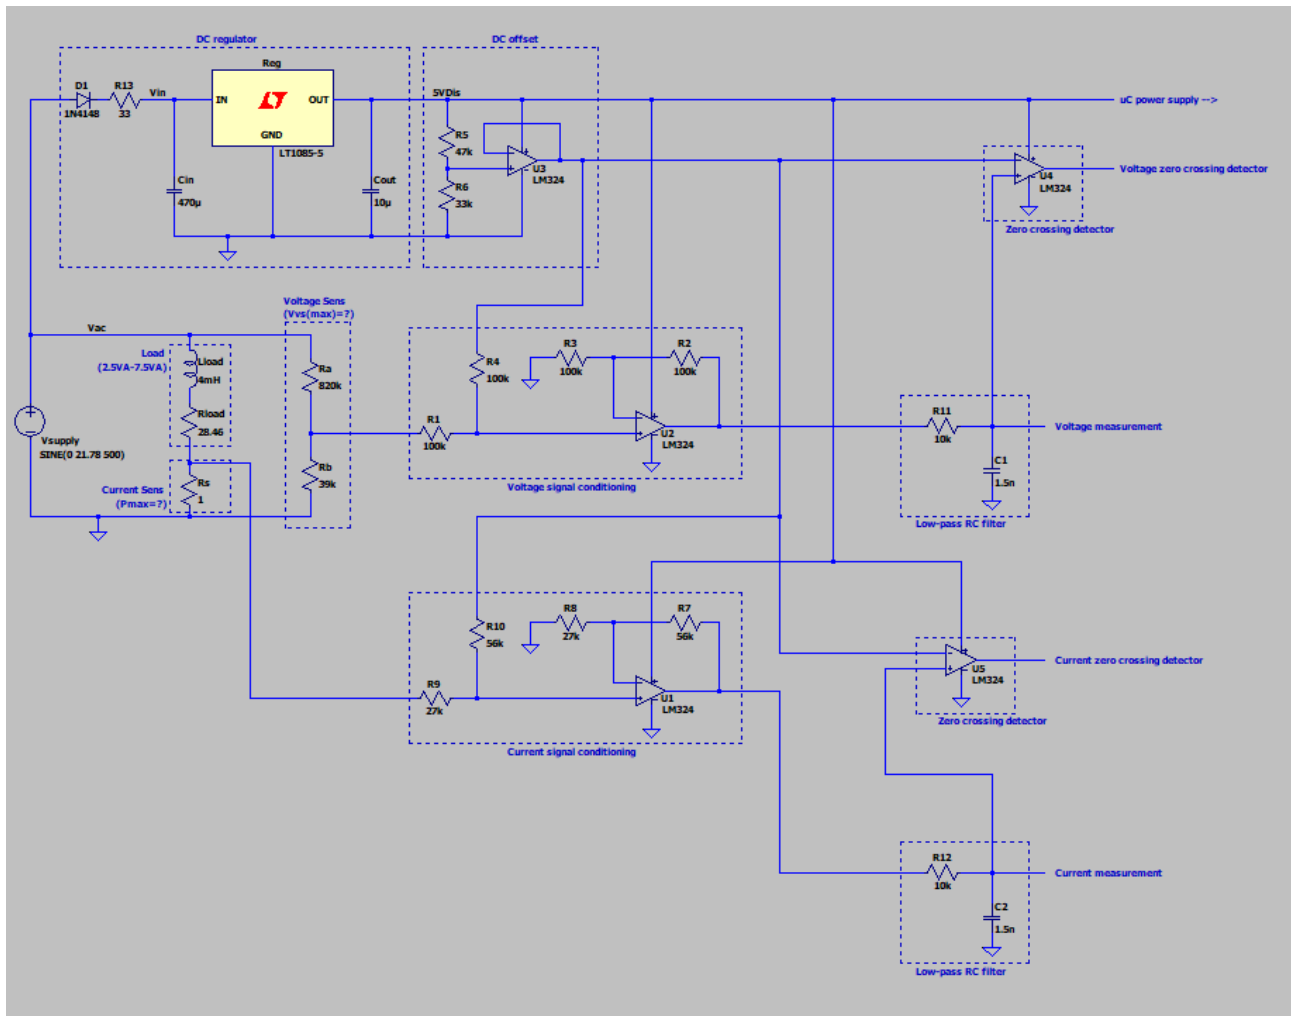 DC regulator
DC offset
Reg
D1
1N4148
R13
33
Vin
IN
OUT
GND
LT1085-5
Cin
470µ
Cout
10µ
5VDis
R5
47k
R6
33k
U3
LM324
uC power supply -->
U4
LM324
Voltage zero crossing detector
Zero crossing detector
Vac
Load
(2.5VA-7.5VA)
Lload
4mH
Rload
28.46
Vsupply
SINE(0 21.78 500)
Current Sens
(Pmax=?)
Rs
1
Voltage Sens
(Vvs(max)=?)
Ra
820k
Rb
39k
R4
100k
R3
100k
R2
100k
R1
100k
U2
LM324
Voltage signal conditioning
R11
10k
Voltage measurement
C1
1.5n
Low-pass RC filter
R10
56k
R8
27k
R7
56k
R9
27k
U1
LM324
Current signal conditioning
U5
LM324
Current zero crossing detector
Zero crossing detector
R12
10k
Current measurement
C2
1.5n
Low-pass RC filter